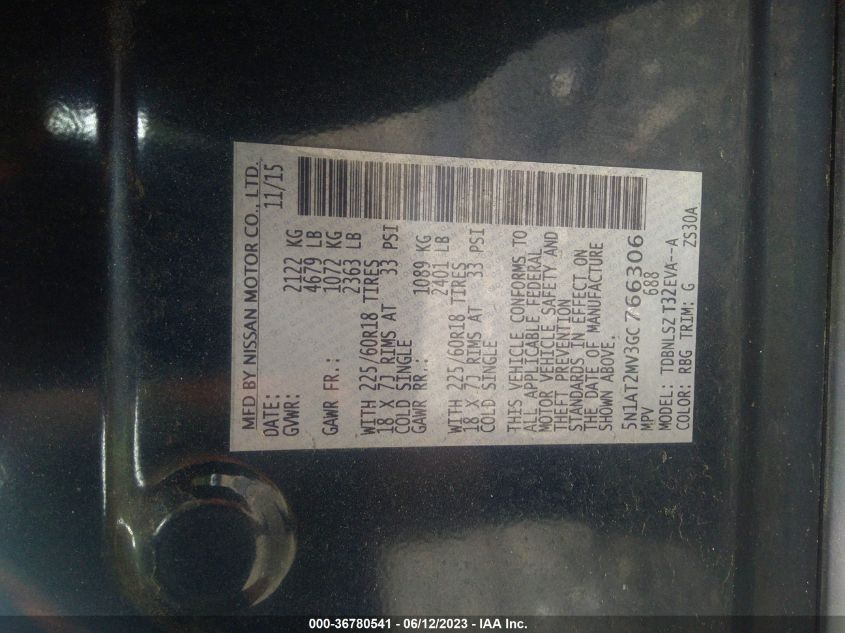 MFD BY NISSAN MOTOR CO., LTD.
DATE: 11/15
GVWR: 2122 KG
4679 LB
GAWR FR.: 1072 KG
2363 LB
WITH 225/60R18 TIRES
18 X 7J RIMS AT 33 PSI
COLD SINGLE
GAWR RR.: 1089 KG
2401 LB
WITH 225/60R18 TIRES
18 X 7J RIMS AT 33 PSI
COLD SINGLE
THIS VEHICLE CONFORMS TO
ALL APPLICABLE FEDERAL
MOTOR VEHICLE SAFETY AND
THEFT PREVENTION
STANDARDS IN EFFECT ON
THE DATE OF MANUFACTURE
SHOWN ABOVE.
5N1AT2MV3GC766306
MPV 688
MODEL: TDBNLSZ T32EVA--A
COLOR: RBG TRIM: G ZS30A
000-36780541 - 06/12/2023 - IAA Inc.